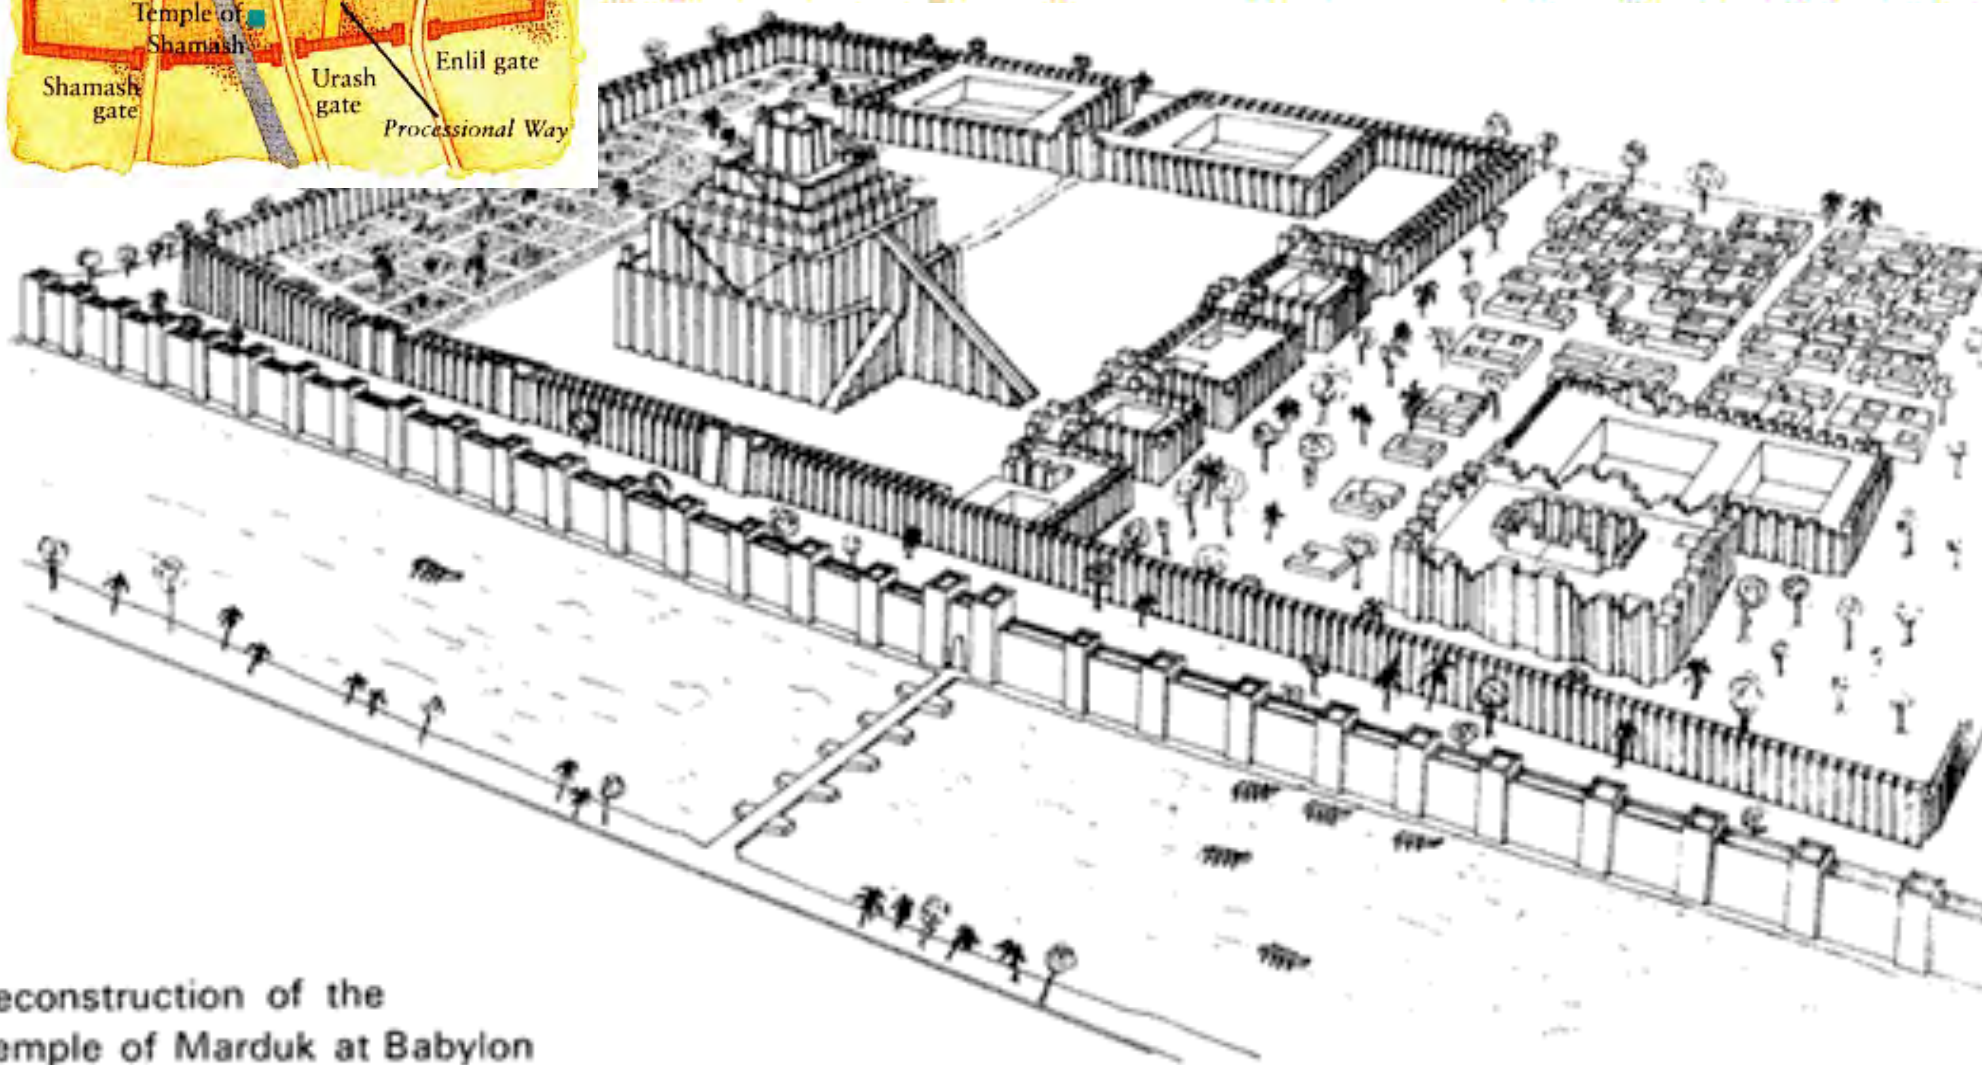 Temple of
Shamash
Shamash
gate
Urash
gate
Enlil gate
Processional Way
econstruction of the
emple of Marduk at Babylon